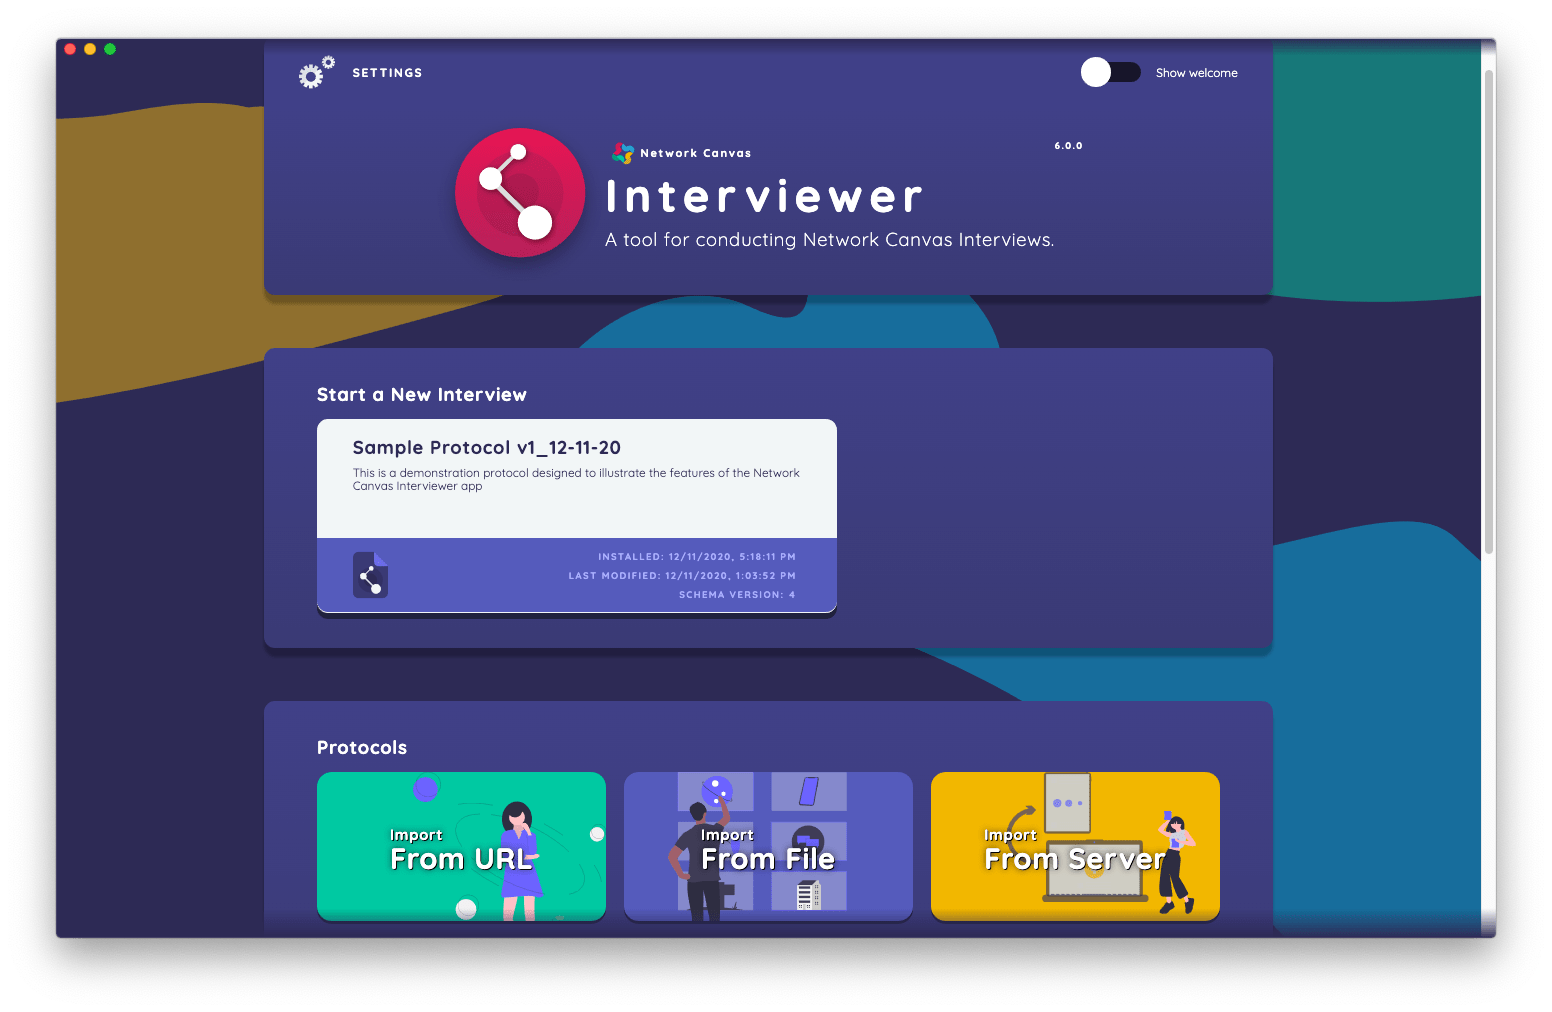 SETTINGS
Show welcome
Network Canvas
6.0.0
Interviewer
A tool for conducting Network Canvas Interviews.
Start a New Interview
Sample Protocol v1_12-11-20
This is a demonstration protocol designed to illustrate the features of the Network
Canvas Interviewer app
INSTALLED: 12/11/2020, 5:18:11 PM
LAST MODIFIED: 12/11/2020, 1:03:52 PM
SCHEMA VERSION: 4
Protocols
Import
From URL
Import
From File
Import
From Server